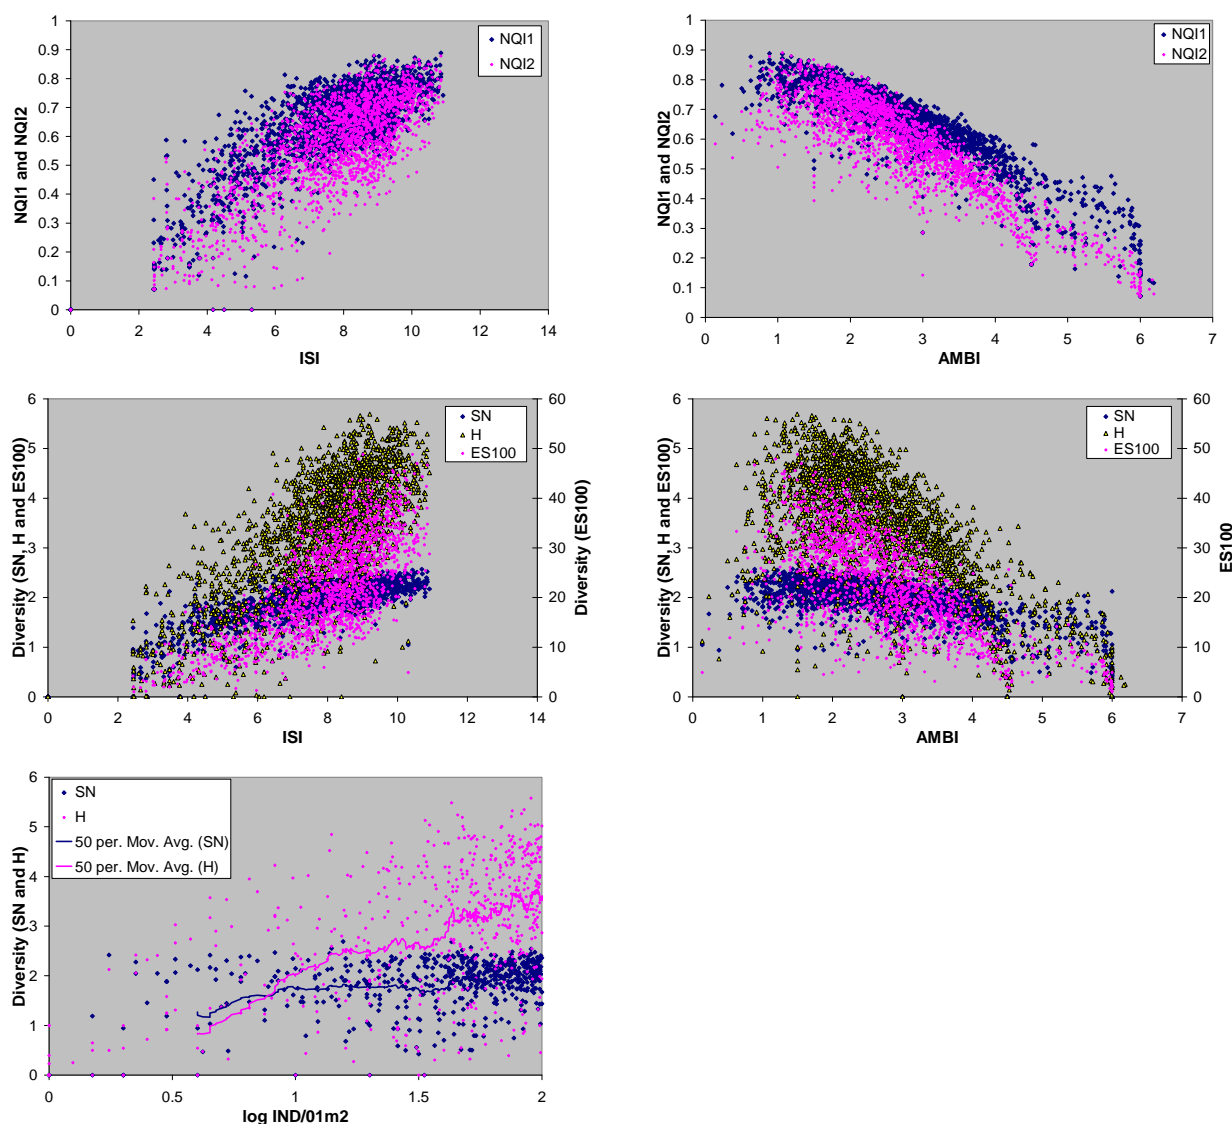 NQI1 and NQI2
1
0.9
0.8
0.7
0.6
0.5
0.4
0.3
0.2
0.1
0
NQI1
NQI2
0 2 4 6 8 10 12 14
ISI
NQI1 and NQI2
1
0.9
0.8
0.7
0.6
0.5
0.4
0.3
0.2
0.1
0
NQI1
NQI2
0 1 2 3 4 5 6 7
AMBI
Diversity (SN, H and ES100)
6
5
4
3
2
1
0
SN
H
ES100
60
50
40
30
20
10
0
Diversity (ES100)
0 2 4 6 8 10 12 14
ISI
Diversity (SN, H and ES100)
6
5
4
3
2
1
0
SN
H
ES100
60
50
40
30
20
10
0
ES100
0 1 2 3 4 5 6 7
AMBI
Diversity (SN and H)
6
5
4
3
2
1
0
SN
H
50 per. Mov. Avg. (SN)
50 per. Mov. Avg. (H)
0 0.5 1 1.5 2
log IND/01m2